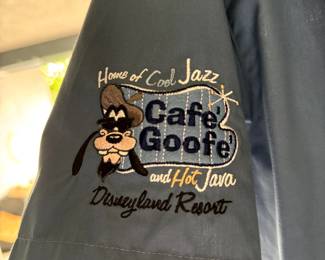 Home of Cool Jazz
Cafe'
Goofe'
and Hot Java
Disneyland Resort